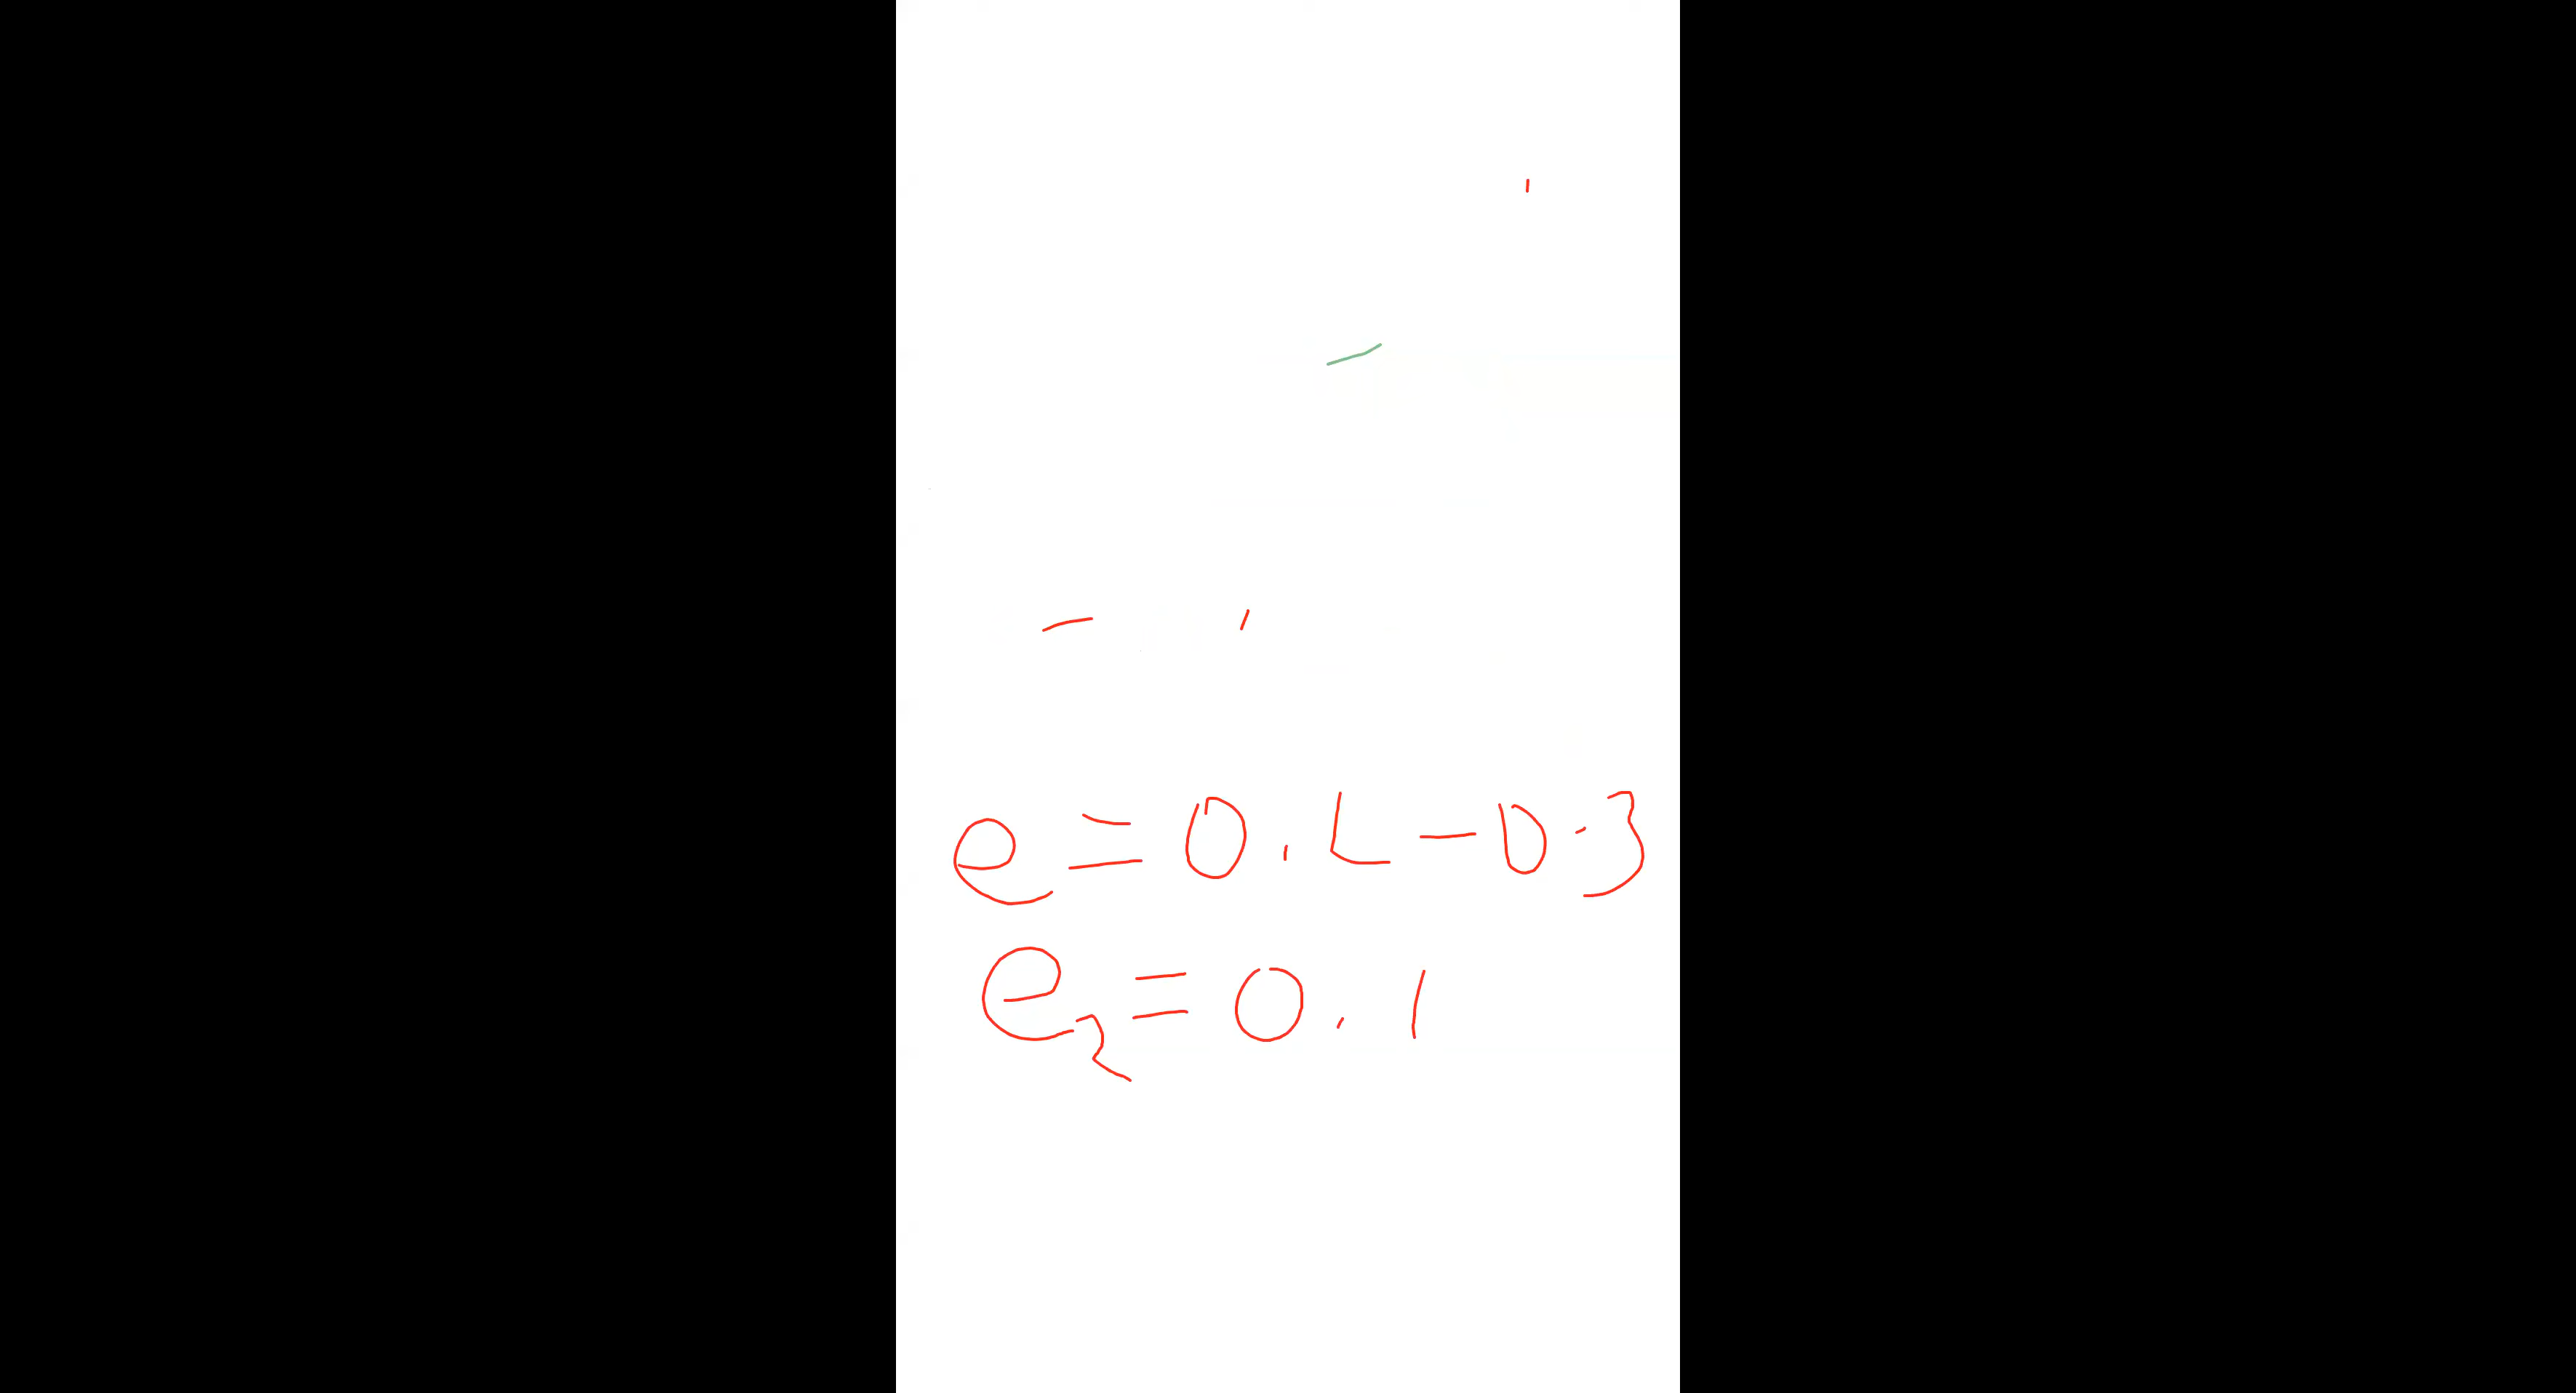 e = 0.L - 0.3
e₂ = 0.1